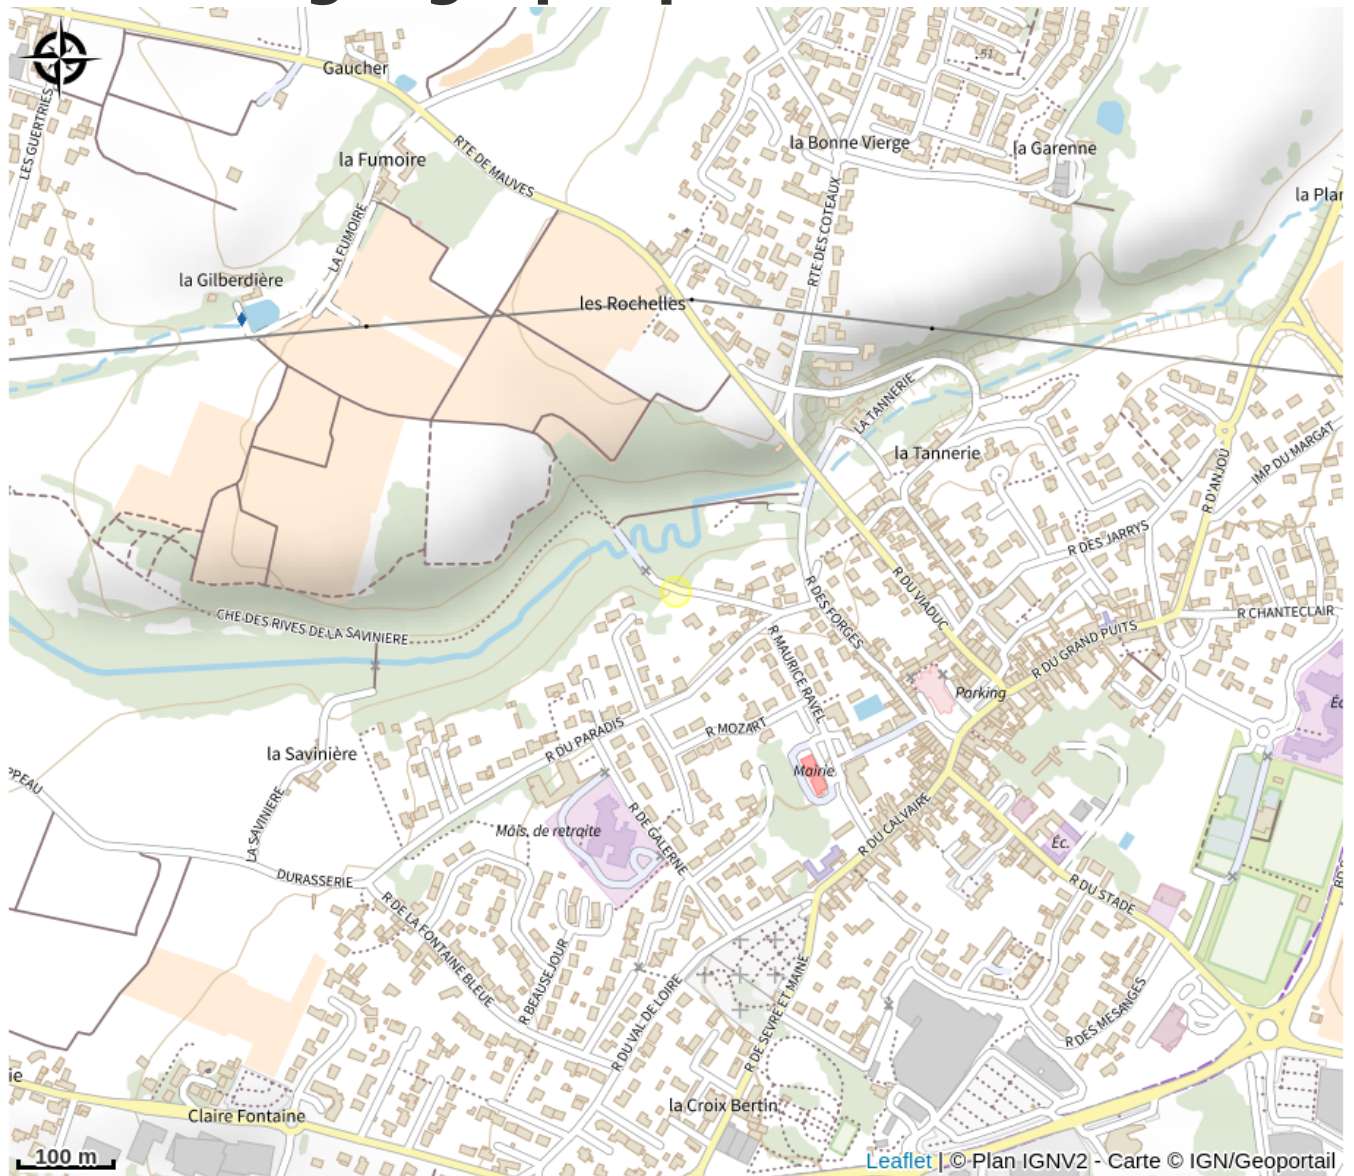 Gaucher
LES GUERTRIES
la Fumoire
RTE DE MAUVES
51
la Bonne Vierge
la Garenne
la Plan
LA FUMOIRE
RTE DES COTEAUX
la Gilberdière
les Rochelles
LA TANNERIE
la Tannerie
IMP DU MARGAT
R D'ANJOU
R DES JARRYS
CHE DES RIVES DE LA SAVINIERE
R DES FORGES
R DU VIADUC
R CHANTECLAIR
R DU GRAND PUITS
R MAURICE RAVEL
Parking
R DU PARADIS
R MOZART
la Savinière
Mairie
PPEAU
LA SAVINIERE
Mais. de retraite
R DE GALERNE
R DU CALVAIRE
Éc.
DURASSERIE
R DU STADE
R DE LA FONTAINE BLEUE
R BEAUSEJOUR
R DU VAL DE LOIRE
R DE SEVRE ET MAINE
R DES MESANGES
ie
Claire Fontaine
la Croix Bertin
100 m
Leaflet | © Plan IGNV2 - Carte © IGN/Geoportail